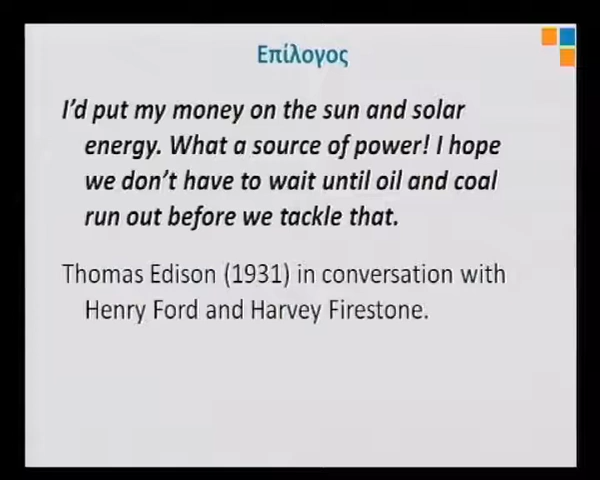 Επίλογος
I'd put my money on the sun and solar
energy. What a source of power! I hope
we don't have to wait until oil and coal
run out before we tackle that.
Thomas Edison (1931) in conversation with
Henry Ford and Harvey Firestone.